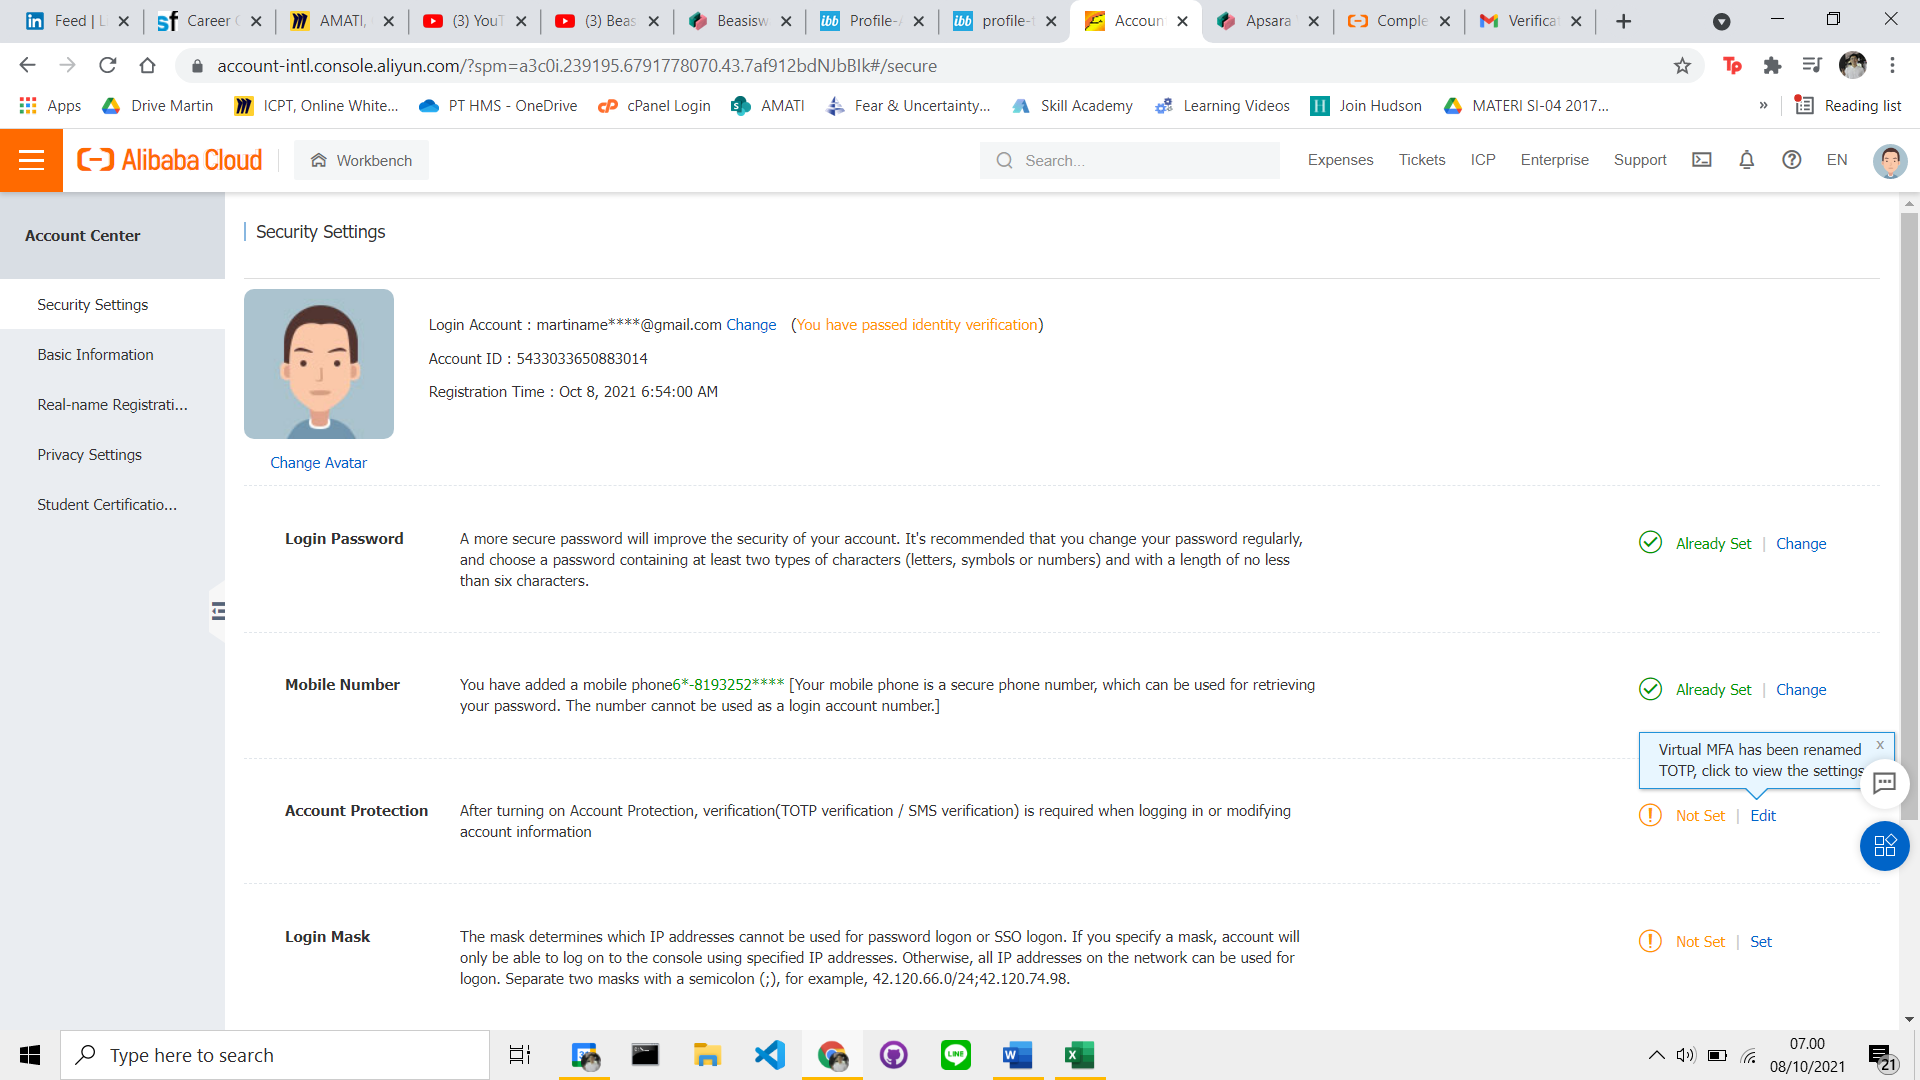 Feed | L
Career (
AMATI,
(3) YouT
(3) Beas
Beasisw
Profile-
profile-
Accoun
Apsara
Comple
Verificat
account-intl.console.aliyun.com/?spm=a3c0i.239195.6791778070.43.7af912bdNJbBIk#/secure
Apps
Drive Martin
ICPT, Online White...
PT HMS - OneDrive
cPanel Login
AMATI
Fear & Uncertainty...
Skill Academy
Learning Videos
Join Hudson
MATERI SI-04 2017...
»
Reading list
Alibaba Cloud
Workbench
Search...
Expenses
Tickets
ICP
Enterprise
Support
EN
Account Center
Security Settings
Basic Information
Real-name Registrati...
Privacy Settings
Student Certificatio...
Security Settings
Login Account : martiname****@gmail.com Change (You have passed identity verification)
Account ID : 5433033650883014
Registration Time : Oct 8, 2021 6:54:00 AM
Change Avatar
Login Password
A more secure password will improve the security of your account. It's recommended that you change your password regularly,
and choose a password containing at least two types of characters (letters, symbols or numbers) and with a length of no less
than six characters.
Already Set | Change
Mobile Number
You have added a mobile phone6*-8193252**** [Your mobile phone is a secure phone number, which can be used for retrieving
your password. The number cannot be used as a login account number.]
Already Set | Change
Virtual MFA has been renamed x
TOTP, click to view the settings
Account Protection
After turning on Account Protection, verification(TOTP verification / SMS verification) is required when logging in or modifying
account information
Not Set | Edit
Login Mask
The mask determines which IP addresses cannot be used for password logon or SSO logon. If you specify a mask, account will
only be able to log on to the console using specified IP addresses. Otherwise, all IP addresses on the network can be used for
logon. Separate two masks with a semicolon (;), for example, 42.120.66.0/24;42.120.74.98.
Not Set | Set
Type here to search
07.00
08/10/2021
21